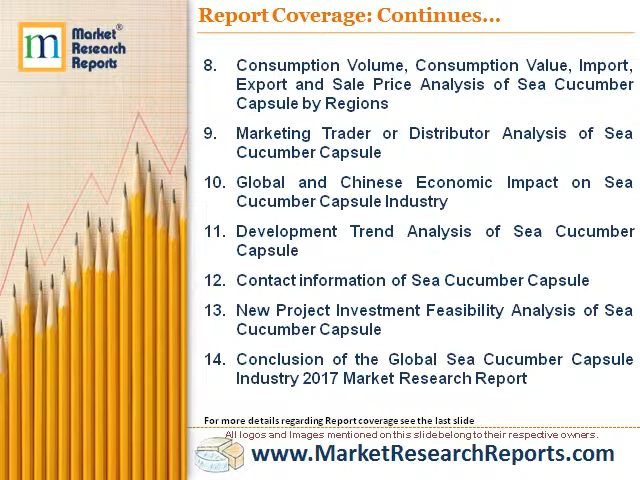 Report Coverage: Continues...
m
Market®
Research
Reports
8. Consumption Volume, Consumption Value, Import,
Export and Sale Price Analysis of Sea Cucumber
Capsule by Regions
9. Marketing Trader or Distributor Analysis of Sea
Cucumber Capsule
10. Global and Chinese Economic Impact on Sea
Cucumber Capsule Industry
11. Development Trend Analysis of Sea Cucumber
Capsule
12. Contact information of Sea Cucumber Capsule
13. New Project Investment Feasibility Analysis of Sea
Cucumber Capsule
14. Conclusion of the Global Sea Cucumber Capsule
Industry 2017 Market Research Report
For more details regarding Report coverage see the last slide
All logos and Images mentioned on this slide belong to their respective owners.
www.MarketResearchReports.com